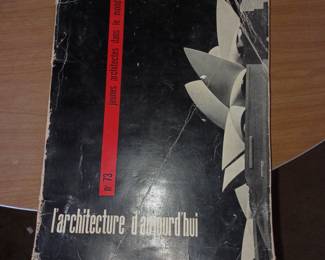 n° 73 jeunes architectes dans le monde
l'architecture d'aujourd'hui